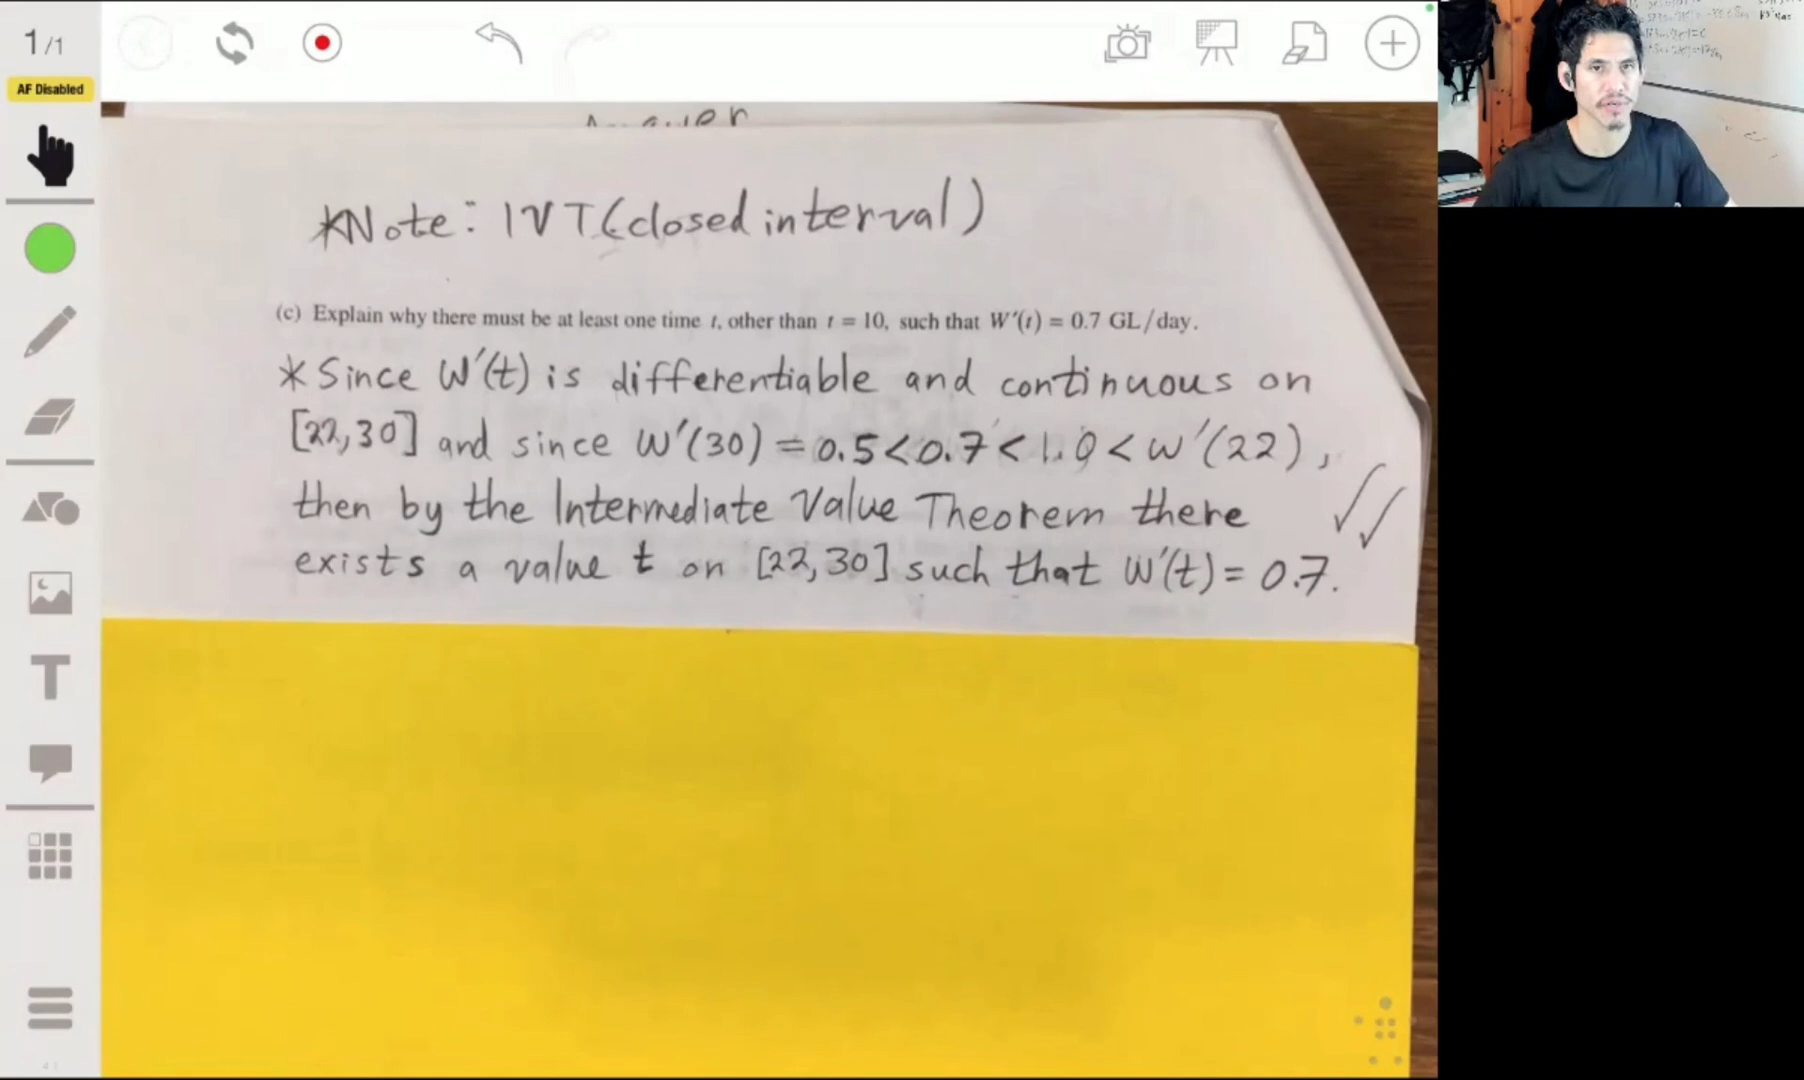 1/1
AF Disabled
*Note: IVT (closed interval)
(c) Explain why there must be at least one time t, other than t = 10, such that W'(t) = 0.7 GL/day.
*Since W'(t) is differentiable and continuous on
[22,30] and since W'(30) = 0.5 < 0.7 < 1.0 < W'(22),
then by the Intermediate Value Theorem there
exists a value t on [22,30] such that W'(t) = 0.7.
T